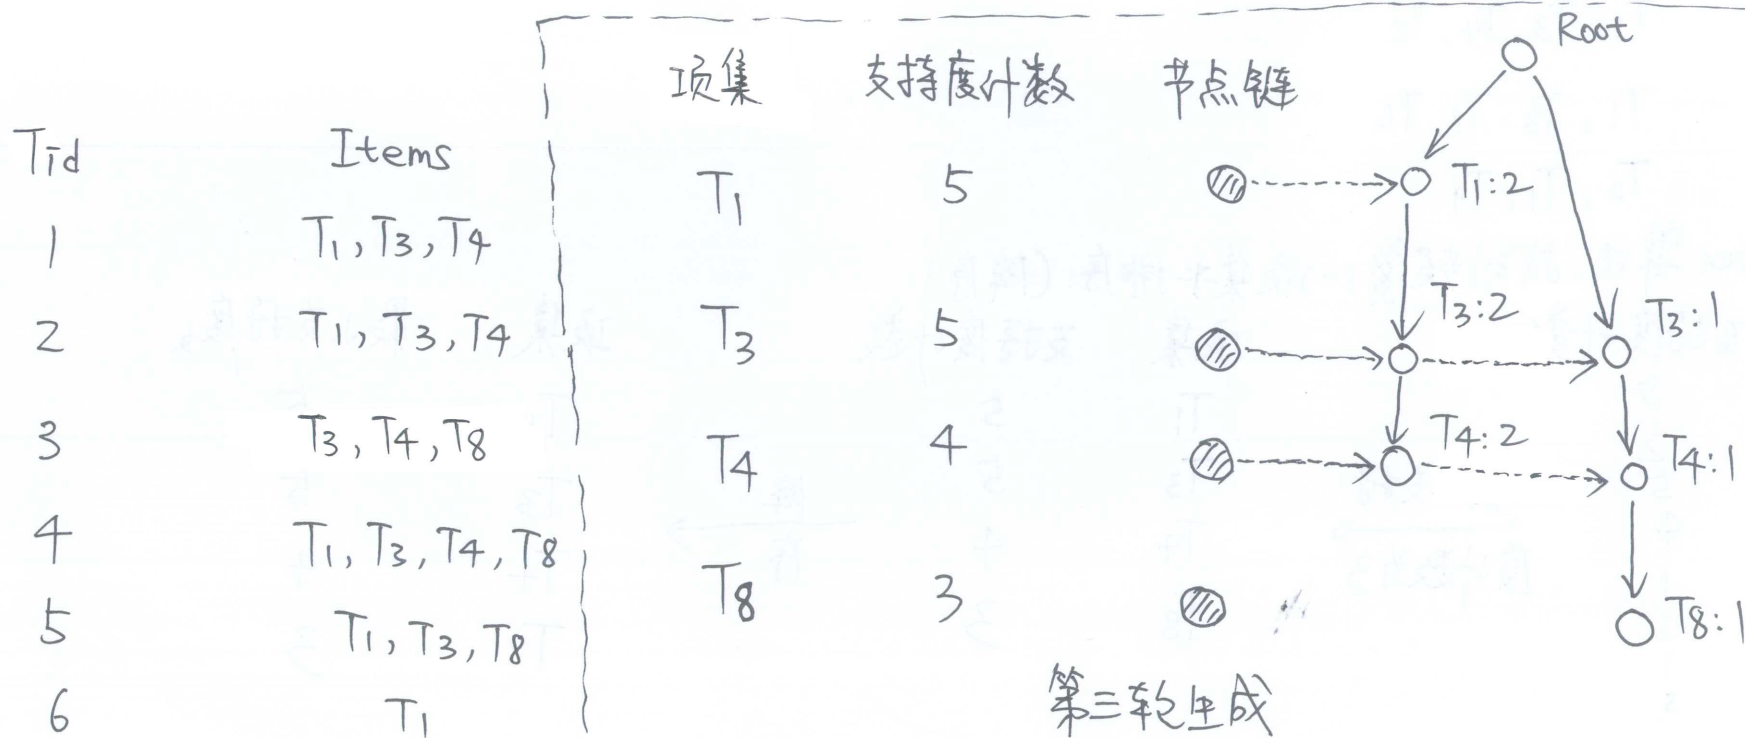 Tid Items
1 T1, T3, T4
2 T1, T3, T4
3 T3, T4, T8
4 T1, T3, T4, T8
5 T1, T3, T8
6 T1
项集 支持度计数 节点链
T1 5
T3 5
T4 4
T8 3
Root
T1:2
T3:2
T3:1
T4:2
T4:1
T8:1
第三轮生成